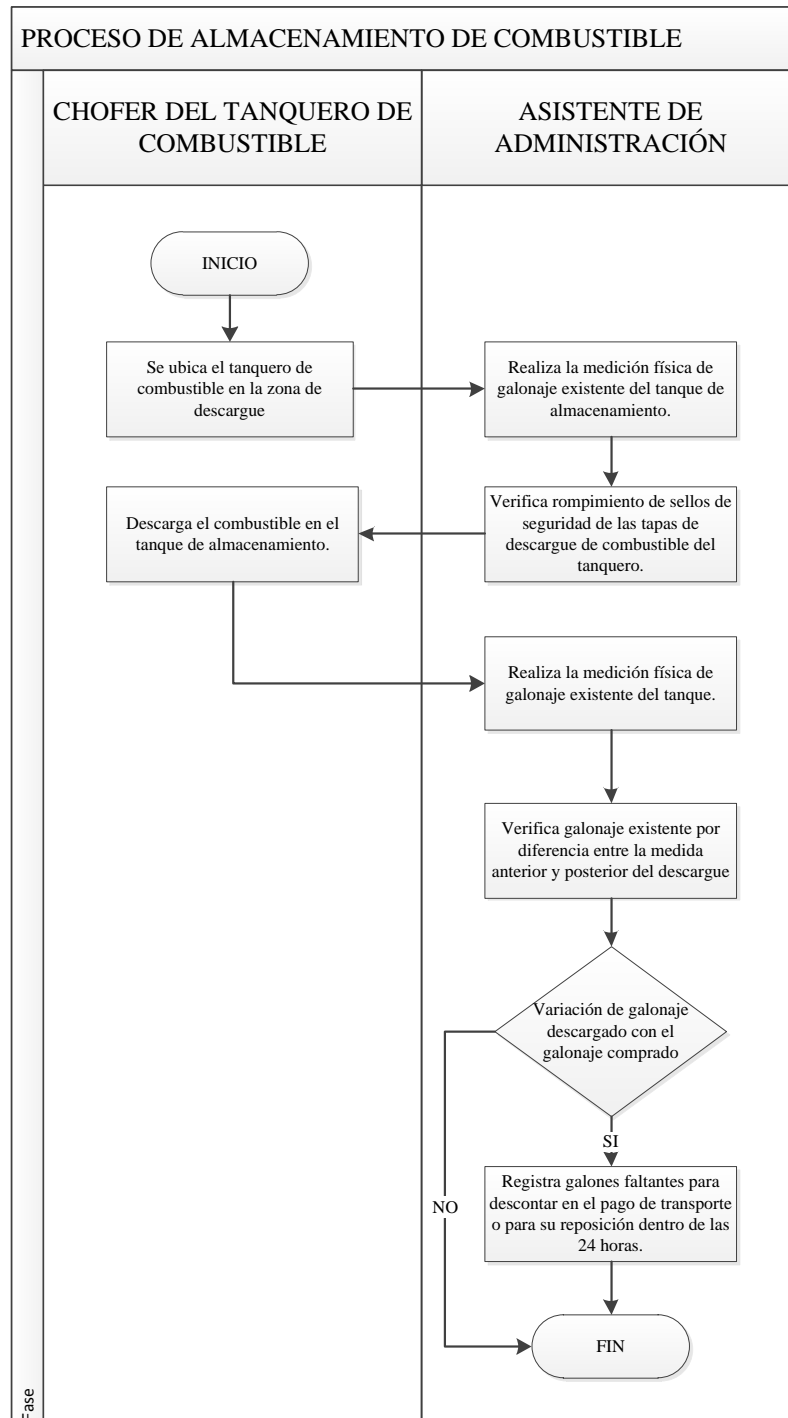 PROCESO DE ALMACENAMIENTO DE COMBUSTIBLE
CHOFER DEL TANQUERO DE
COMBUSTIBLE
ASISTENTE DE
ADMINISTRACIÓN
INICIO
Se ubica el tanquero de
combustible en la zona de
descargue
Realiza la medición física de
galonaje existente del tanque de
almacenamiento.
Verifica rompimiento de sellos de
seguridad de las tapas de
descargue de combustible del
tanquero.
Descarga el combustible en el
tanque de almacenamiento.
Realiza la medición física de
galonaje existente del tanque.
Verifica galonaje existente por
diferencia entre la medida
anterior y posterior del descargue
Variación de galonaje
descargado con el
galonaje comprado
SI
NO
Registra galones faltantes para
descontar en el pago de transporte
o para su reposición dentro de las
24 horas.
FIN
Fase